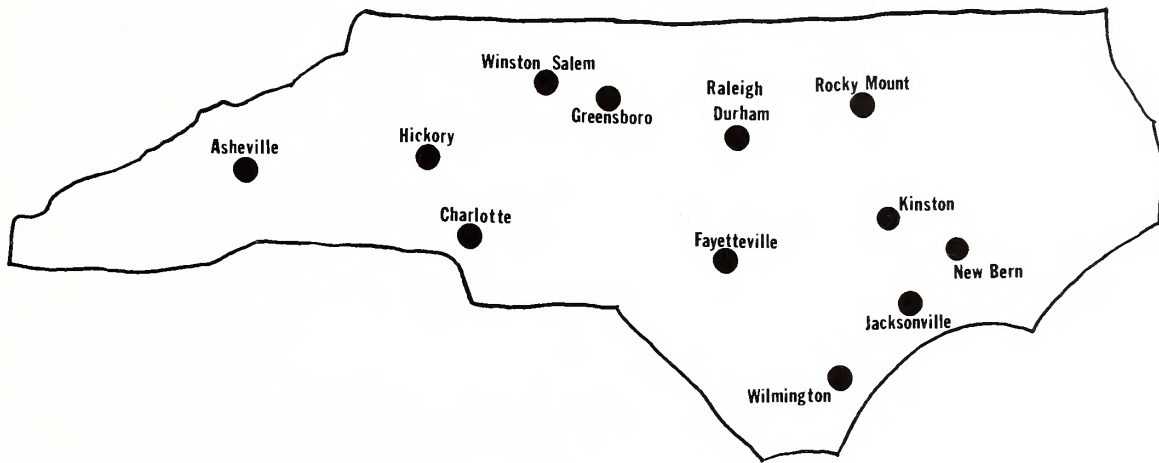 Winston Salem
Greensboro
Raleigh
Durham
Rocky Mount
Asheville
Hickory
Charlotte
Kinston
Fayetteville
New Bern
Jacksonville
Wilmington